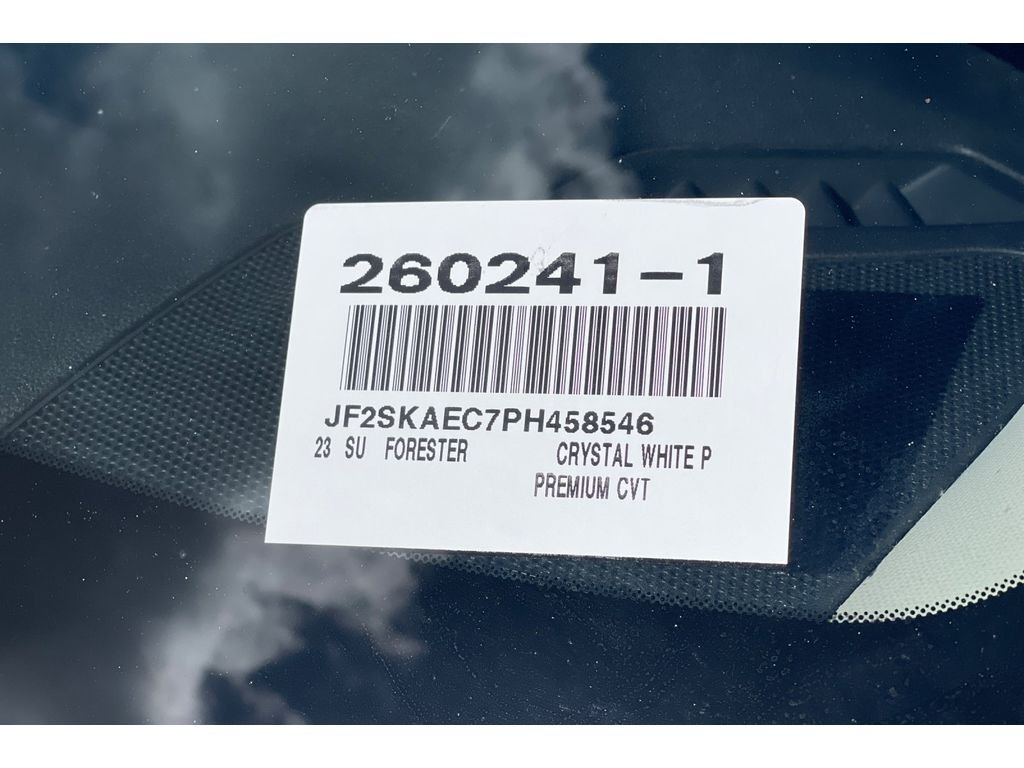 260241-1
JF2SKAEC7PH458546
23 SU FORESTER CRYSTAL WHITE P
PREMIUM CVT